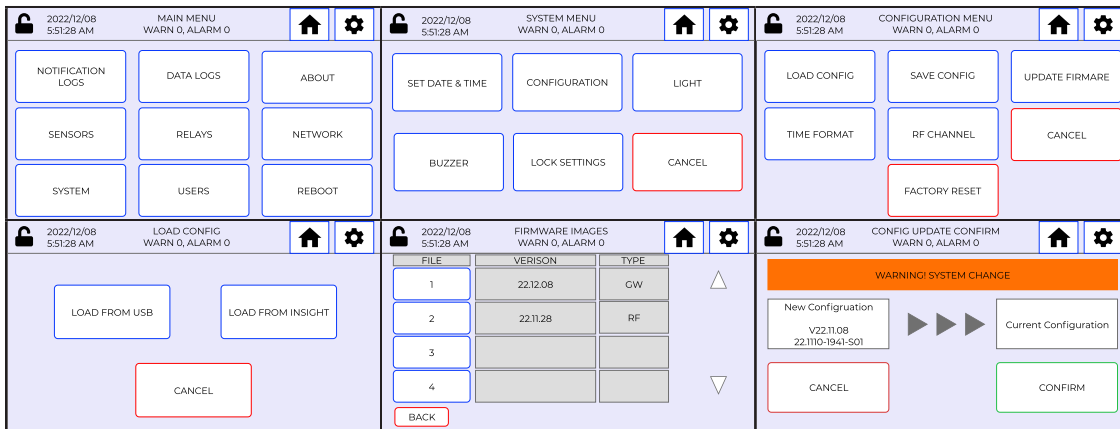 2022/12/08
5:51:28 AM
MAIN MENU
WARN 0, ALARM 0
NOTIFICATION
LOGS
DATA LOGS
ABOUT
SENSORS
RELAYS
NETWORK
SYSTEM
USERS
REBOOT
2022/12/08
5:51:28 AM
SYSTEM MENU
WARN 0, ALARM 0
SET DATE & TIME
CONFIGURATION
LIGHT
BUZZER
LOCK SETTINGS
CANCEL
2022/12/08
5:51:28 AM
CONFIGURATION MENU
WARN 0, ALARM 0
LOAD CONFIG
SAVE CONFIG
UPDATE FIRMARE
TIME FORMAT
RF CHANNEL
CANCEL
FACTORY RESET
2022/12/08
5:51:28 AM
LOAD CONFIG
WARN 0, ALARM 0
LOAD FROM USB
LOAD FROM INSIGHT
CANCEL
2022/12/08
5:51:28 AM
FIRMWARE IMAGES
WARN 0, ALARM 0
FILE VERISON TYPE
1 22.12.08 GW
2 22.11.28 RF
3
4
BACK
2022/12/08
5:51:28 AM
CONFIG UPDATE CONFIRM
WARN 0, ALARM 0
WARNING! SYSTEM CHANGE
New Configruation
V22.11.08
22.1110-1941-S01
Current Configuration
CANCEL
CONFIRM